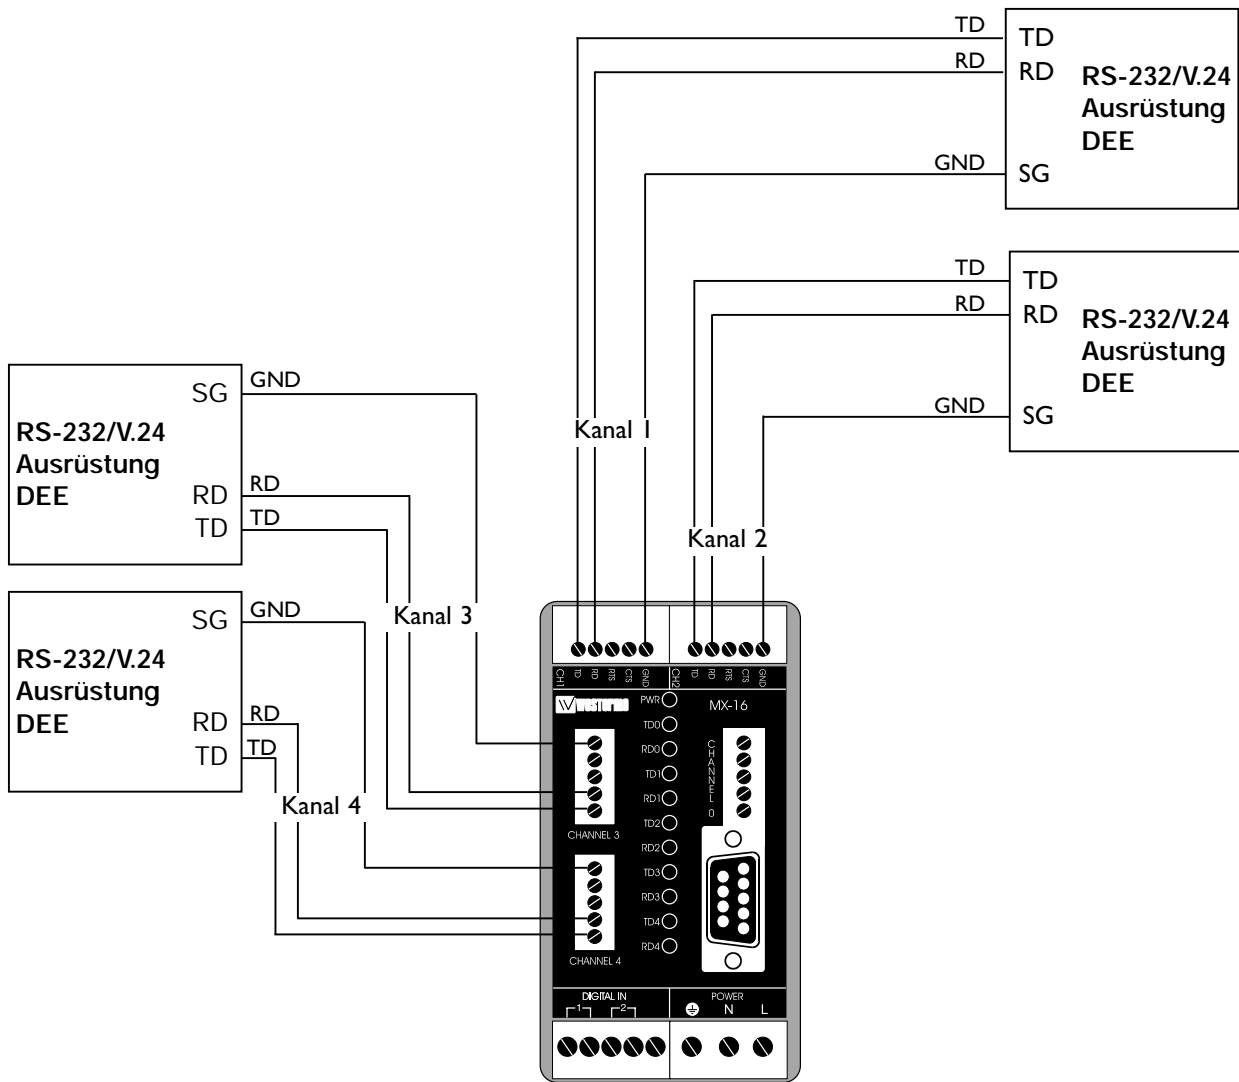 TD
TD
RD
RD
RS-232/V.24
Ausrüstung
DEE
GND
SG
TD
TD
RD
RD
RS-232/V.24
Ausrüstung
DEE
GND
SG
SG
GND
RS-232/V.24
Ausrüstung
DEE
RD
RD
TD
TD
Kanal 1
Kanal 2
Kanal 3
SG
GND
RS-232/V.24
Ausrüstung
DEE
RD
RD
TD
TD
Kanal 4
CH1 TD RD RTS CTS GND
CH2 TD RD RTS CTS GND
WESTERMO
PWR
MX-16
TD0
RD0
TD1
RD1
TD2
RD2
TD3
RD3
TD4
RD4
CHANNEL 0
CHANNEL 3
CHANNEL 4
DIGITAL IN
1 2
POWER
N L